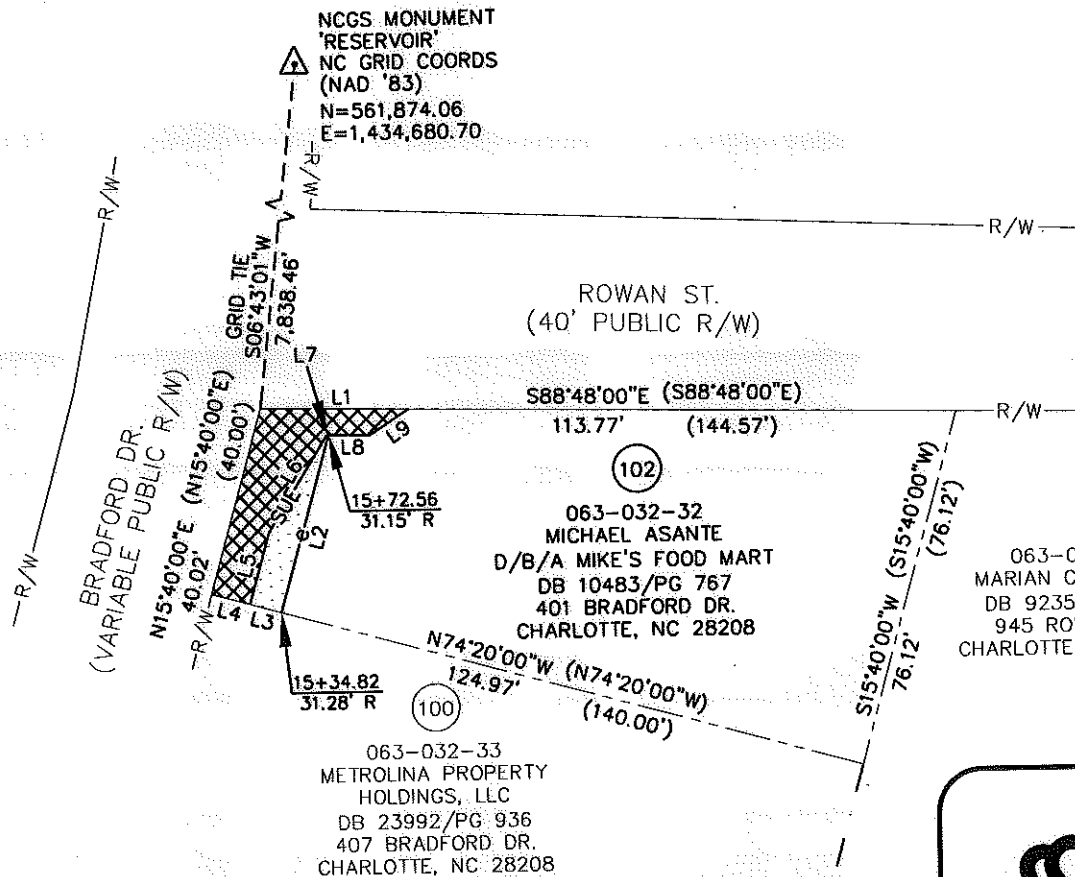 NCGS MONUMENT
'RESERVOIR'
NC GRID COORDS
(NAD '83)
N=561,874.06
E=1,434,680.70
R/W
R/W
R/W
GRID TIE
S06°43'01"W
7,838.46'
ROWAN ST.
(40' PUBLIC R/W)
L7
L1
S88°48'00"E (S88°48'00"E)
113.77' (144.57')
R/W
L9
L8
BRADFORD DR.
(VARIABLE PUBLIC R/W)
N15°40'00"E (N15°40'00"E)
40.02' (40.00')
R/W
R/W
L6
SUE
L5
e
L2
L4
L3
15+72.56
31.15' R
102
063-032-32
MICHAEL ASANTE
D/B/A MIKE'S FOOD MART
DB 10483/PG 767
401 BRADFORD DR.
CHARLOTTE, NC 28208
S15°40'00"W (S15°40'00"W)
76.12' (76.12')
063-0
MARIAN C
DB 9235
945 RO
CHARLOTTE
N74°20'00"W (N74°20'00"W)
124.97' (140.00')
15+34.82
31.28' R
100
063-032-33
METROLINA PROPERTY
HOLDINGS, LLC
DB 23992/PG 936
407 BRADFORD DR.
CHARLOTTE, NC 28208